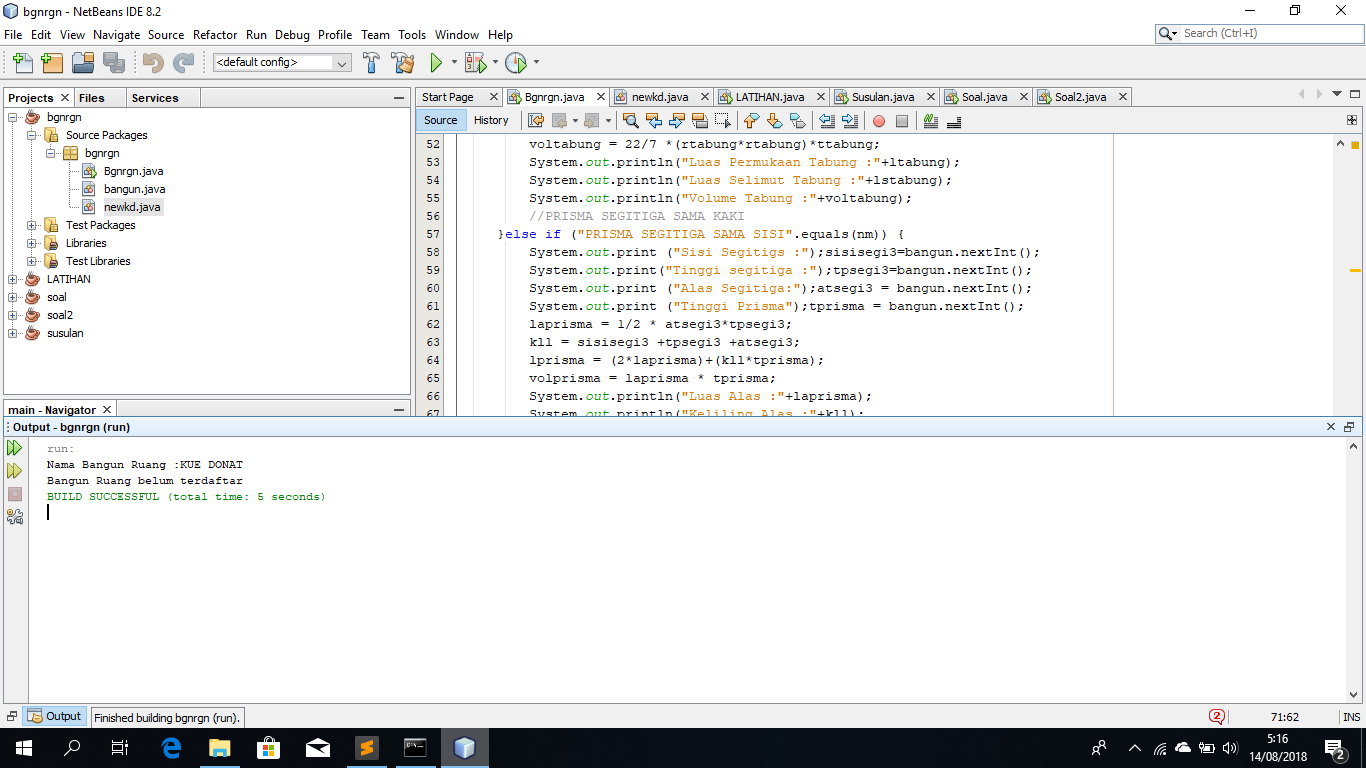 bgnrgn - NetBeans IDE 8.2
File Edit View Navigate Source Refactor Run Debug Profile Team Tools Window Help
Search (Ctrl+I)
<default config>
Projects Files Services
Start Page Bgnrgn.java newkd.java LATIHAN.java Susulan.java Soal.java Soal2.java
Source History
bgnrgn
Source Packages
bgnrgn
Bgnrgn.java
bangun.java
newkd.java
Test Packages
Libraries
Test Libraries
LATIHAN
soal
soal2
susulan
main - Navigator
52 voltabung = 22/7 *(rtabung*rtabung)*ttabung;
53 System.out.println("Luas Permukaan Tabung :"+ltabung);
54 System.out.println("Luas Selimut Tabung :"+lstabung);
55 System.out.println("Volume Tabung :"+voltabung);
56 //PRISMA SEGITIGA SAMA KAKI
57 }else if ("PRISMA SEGITIGA SAMA SISI".equals(nm)) {
58 System.out.print ("Sisi Segitigs :");sisisegi3=bangun.nextInt();
59 System.out.print("Tinggi segitiga :");tpsegi3=bangun.nextInt();
60 System.out.print ("Alas Segitiga:");atsegi3 = bangun.nextInt();
61 System.out.print ("Tinggi Prisma");tprisma = bangun.nextInt();
62 laprisma = 1/2 * atsegi3*tpsegi3;
63 kll = sisisegi3 +tpsegi3 +atsegi3;
64 lprisma = (2*laprisma)+(kll*tprisma);
65 volprisma = laprisma * tprisma;
66 System.out.println("Luas Alas :"+laprisma);
67 System.out.println("Keliling Alas :"+kll);
Output - bgnrgn (run)
run:
Nama Bangun Ruang :KUE DONAT
Bangun Ruang belum terdaftar
BUILD SUCCESSFUL (total time: 5 seconds)
Output Finished building bgnrgn (run).
2 71:62 INS
5:16
14/08/2018
2